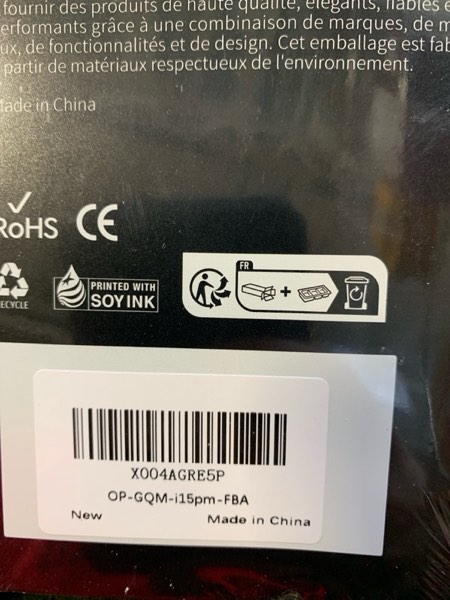 fournir des produits de haute qualité, élégants, fiables
performants grâce à une combinaison de marques, de
de fonctionnalités et de design. Cet emballage est
partir de matériaux respectueux de l'environnement.
Made in China
RoHS CE
RECYCLE
PRINTED WITH
SOY INK
FR
X004AGRE5P
OP-GQM-i15pm-FBA
New
Made in China